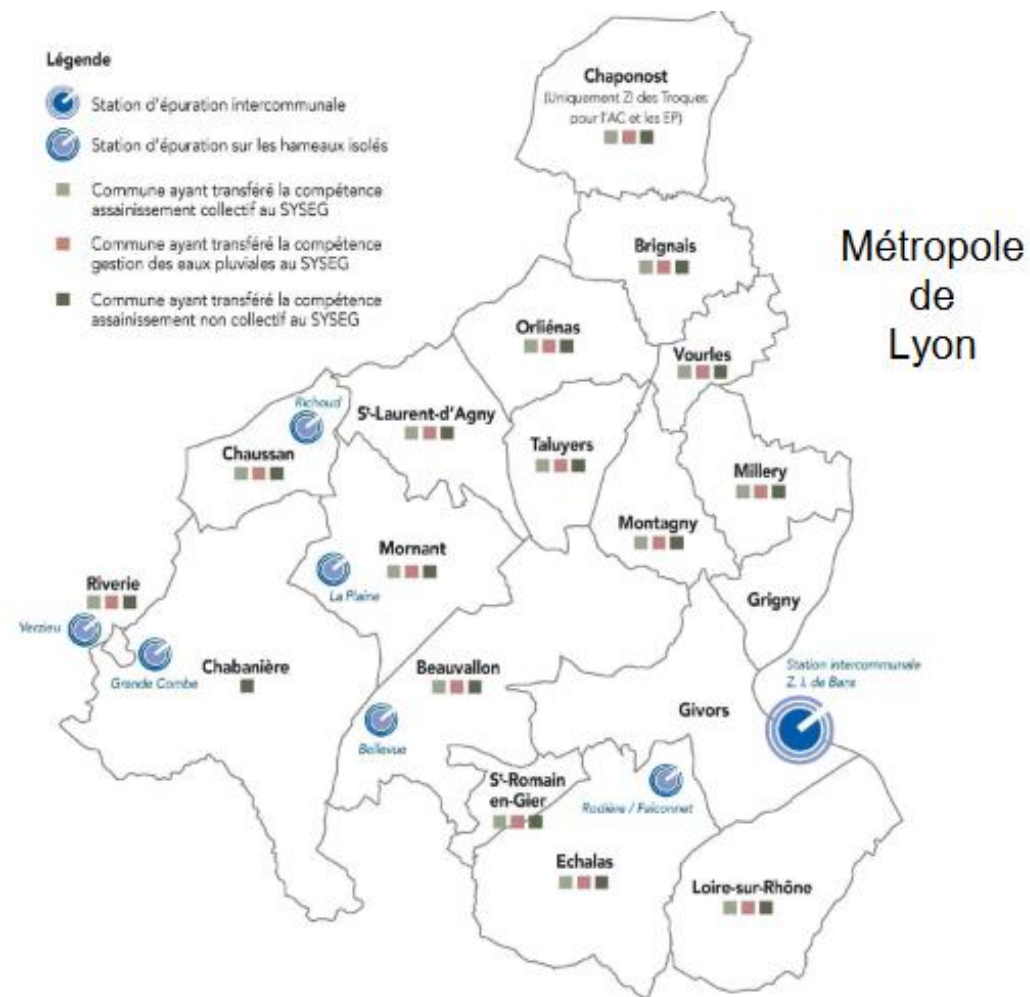 Légende
Station d'épuration intercommunale
Station d'épuration sur les hameaux isolés
Commune ayant transféré la compétence
assainissement collectif au SYSEG
Commune ayant transféré la compétence
gestion des eaux pluviales au SYSEG
Commune ayant transféré la compétence
assainissement non collectif au SYSEG
Chaponost
(Uniquement ZI des Troques
pour l'AC et les EP)
Brignais
Métropole
de
Lyon
Orliénas
Vourles
Richoud
St-Laurent-d'Agny
Chaussan
Taluyers
Millery
Montagny
Mornant
La Plaine
Riverie
Grigny
Verzieu
Grande Combe
Chabanière
Beauvallon
Station intercommunale
Z. I. de Bans
Givors
Bellevue
St-Romain
en-Gier
Rodière / Falconnet
Echalas
Loire-sur-Rhône